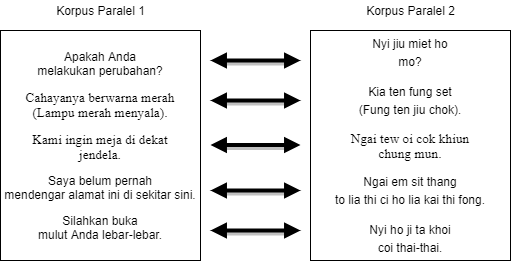 Korpus Paralel 1
Apakah Anda
melakukan perubahan?
Cahayanya berwarna merah
(Lampu merah menyala).
Kami ingin meja di dekat
jendela.
Saya belum pernah
mendengar alamat ini di sekitar sini.
Silahkan buka
mulut Anda lebar-lebar.
Korpus Paralel 2
Nyi jiu miet ho
mo?
Kia ten fung set
(Fung ten jiu chok).
Ngai tew oi cok khiun
chung mun.
Ngai em sit thang
to lia thi ci ho lia kai thi fong.
Nyi ho ji ta khoi
coi thai-thai.